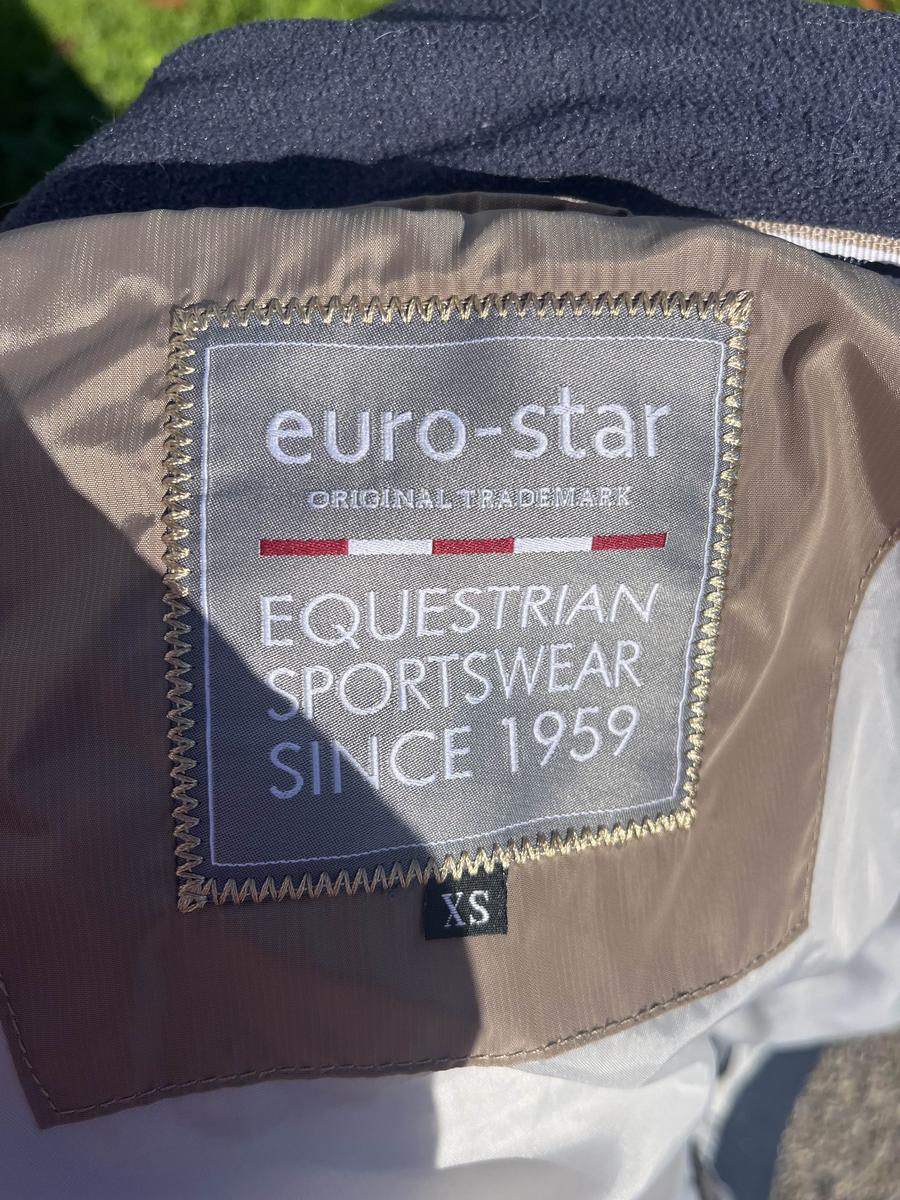 euro-star
ORIGINAL TRADEMARK
EQUESTRIAN
SPORTSWEAR
SINCE 1959
XS